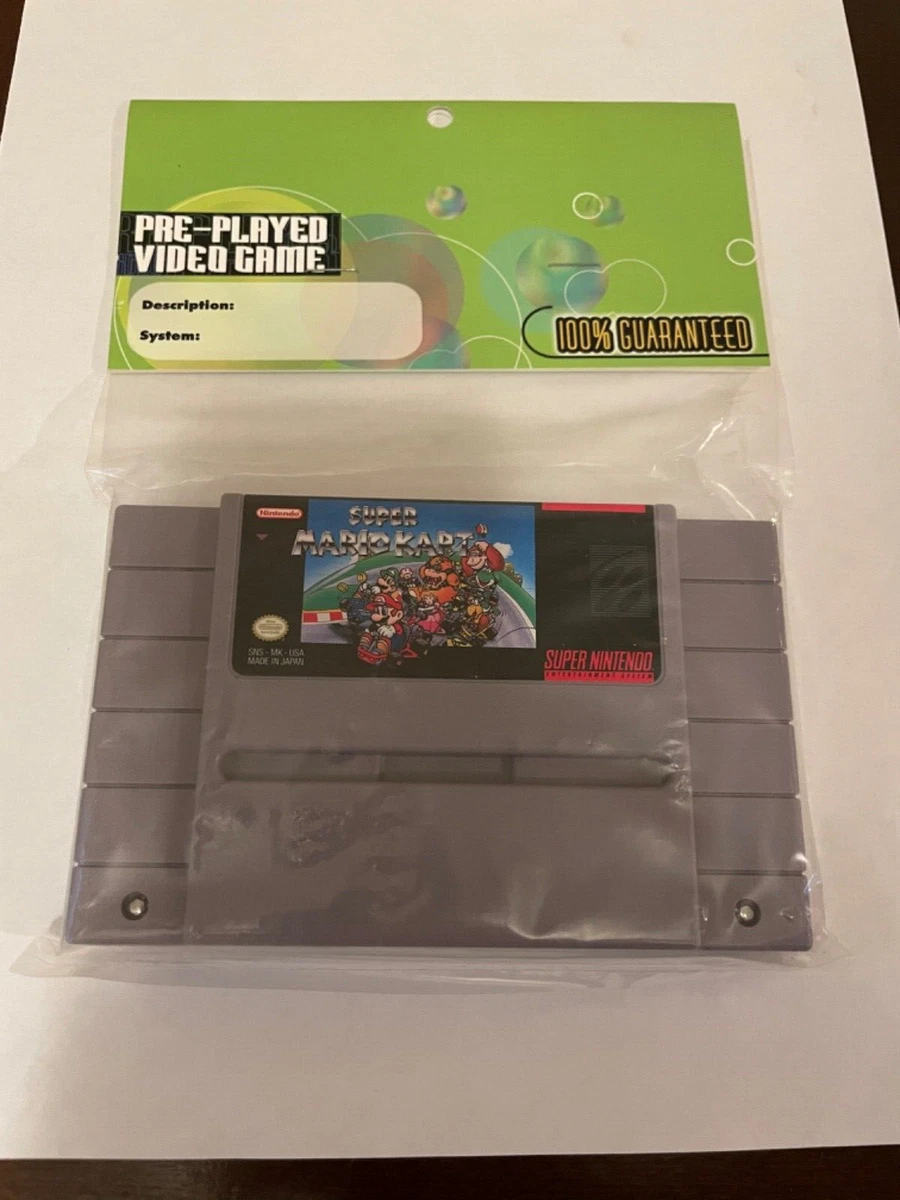 PRE-PLAYED
VIDEO GAME
Description:
System:
100% GUARANTEED
Nintendo
SUPER
MARIO KART
SNS - MK - USA
MADE IN JAPAN
SUPER NINTENDO
ENTERTAINMENT SYSTEM